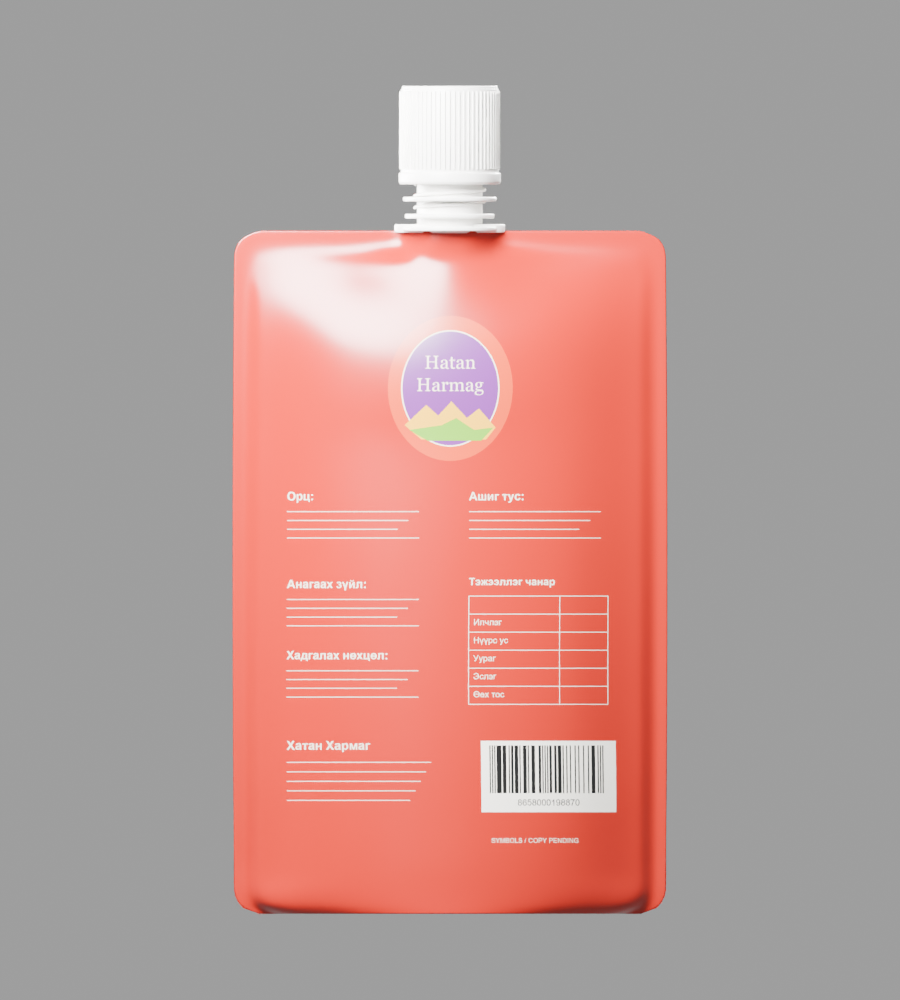 Hatan
Harmag
Орц:
Ашиг тус:
Анагаах зүйл:
Хадгалах нөхцөл:
Хатан Хармаг
Тэжээллэг чанар
Илчлэг
Нүүрс ус
Уураг
Эслэг
Өөх тос
6658000198870
SYMBOLS / COPY PENDING